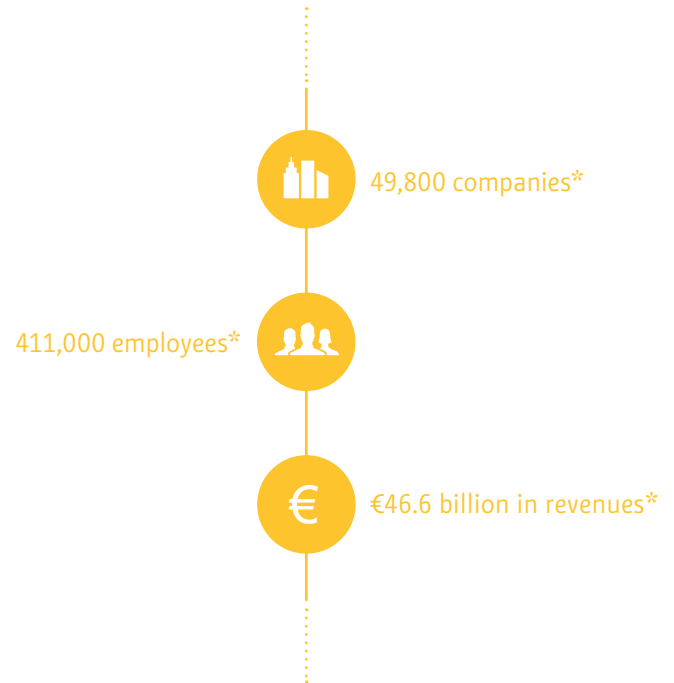 49,800 companies*
411,000 employees*
€
€46.6 billion in revenues*